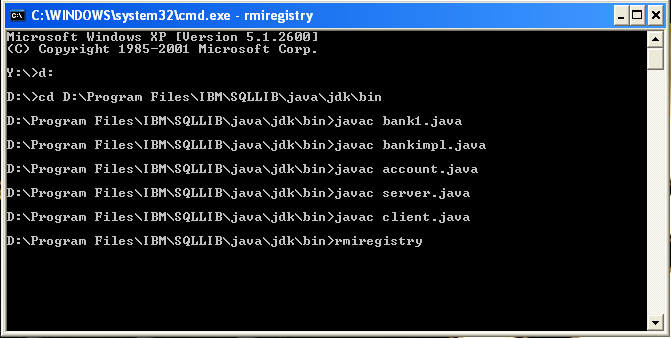 C:\WINDOWS\system32\cmd.exe - rmiregistry
Microsoft Windows XP [Version 5.1.2600]
(C) Copyright 1985-2001 Microsoft Corp.
Y:\>d:
D:\>cd D:\Program Files\IBM\SQLLIB\java\jdk\bin
D:\Program Files\IBM\SQLLIB\java\jdk\bin>javac bank1.java
D:\Program Files\IBM\SQLLIB\java\jdk\bin>javac bankimpl.java
D:\Program Files\IBM\SQLLIB\java\jdk\bin>javac account.java
D:\Program Files\IBM\SQLLIB\java\jdk\bin>javac server.java
D:\Program Files\IBM\SQLLIB\java\jdk\bin>javac client.java
D:\Program Files\IBM\SQLLIB\java\jdk\bin>rmiregistry